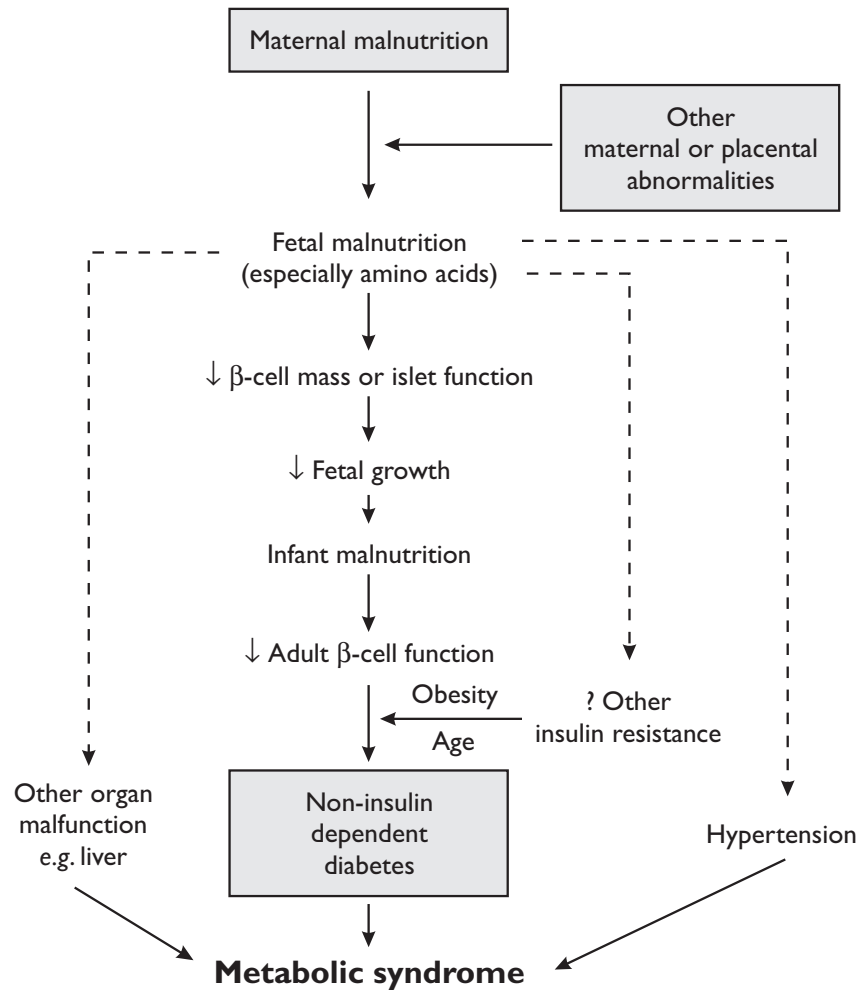 Maternal malnutrition
Other
maternal or placental
abnormalities
Fetal malnutrition
(especially amino acids)
↓ β-cell mass or islet function
↓ Fetal growth
Infant malnutrition
↓ Adult β-cell function
Obesity
Age
? Other
insulin resistance
Other organ
malfunction
e.g. liver
Non-insulin
dependent
diabetes
Hypertension
Metabolic syndrome